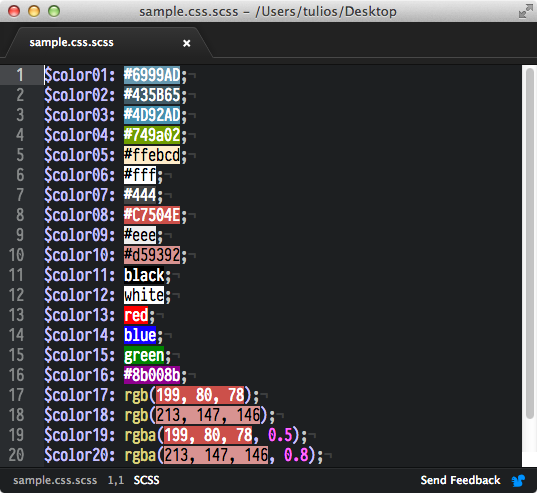 sample.css.scss – /Users/tulios/Desktop
sample.css.scss ×
1 $color01: #6999AD;¬
2 $color02: #435B65;¬
3 $color03: #4D92AD;¬
4 $color04: #749a02;¬
5 $color05: #ffebcd;¬
6 $color06: #fff;¬
7 $color07: #444;¬
8 $color08: #C7504E;¬
9 $color09: #eee;¬
10 $color10: #d59392;¬
11 $color11: black;¬
12 $color12: white;¬
13 $color13: red;¬
14 $color14: blue;¬
15 $color15: green;¬
16 $color16: #8b008b;¬
17 $color17: rgb(199, 80, 78);¬
18 $color18: rgb(213, 147, 146);¬
19 $color19: rgba(199, 80, 78, 0.5);¬
20 $color20: rgba(213, 147, 146, 0.8);¬
sample.css.scss 1,1 SCSS Send Feedback